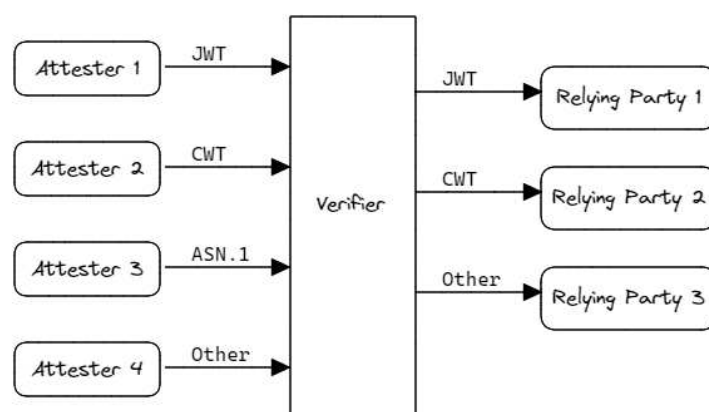 Attester 1
JWT
Attester 2
CWT
Attester 3
ASN.1
Attester 4
Other
Verifier
JWT
Relying Party 1
CWT
Relying Party 2
Other
Relying Party 3